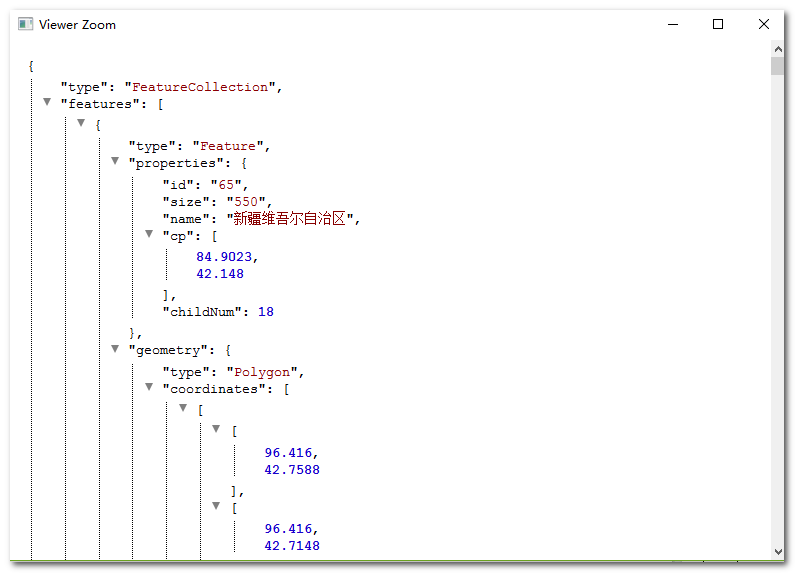 Viewer Zoom
{
"type": "FeatureCollection",
"features": [
{
"type": "Feature",
"properties": {
"id": "65",
"size": "550",
"name": "新疆维吾尔自治区",
"cp": [
84.9023,
42.148
],
"childNum": 18
},
"geometry": {
"type": "Polygon",
"coordinates": [
[
[
96.416,
42.7588
],
[
96.416,
42.7148